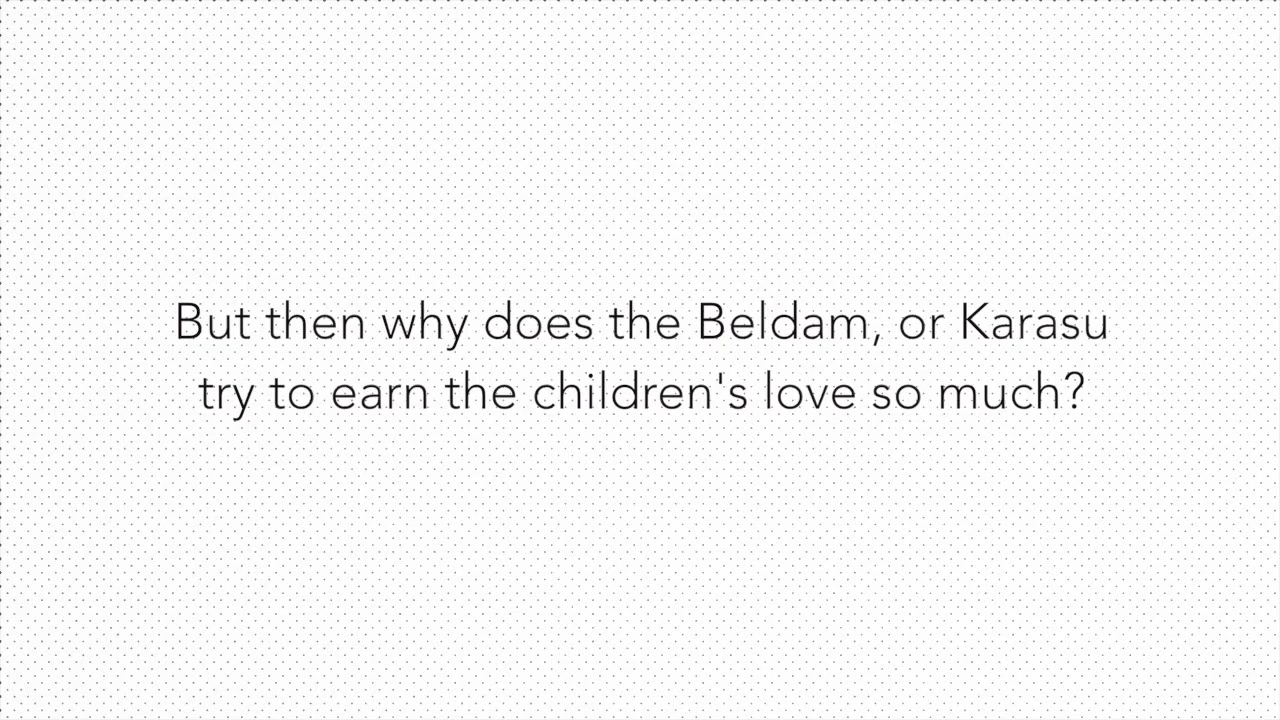 But then why does the Beldam, or Karasu
try to earn the children's love so much?